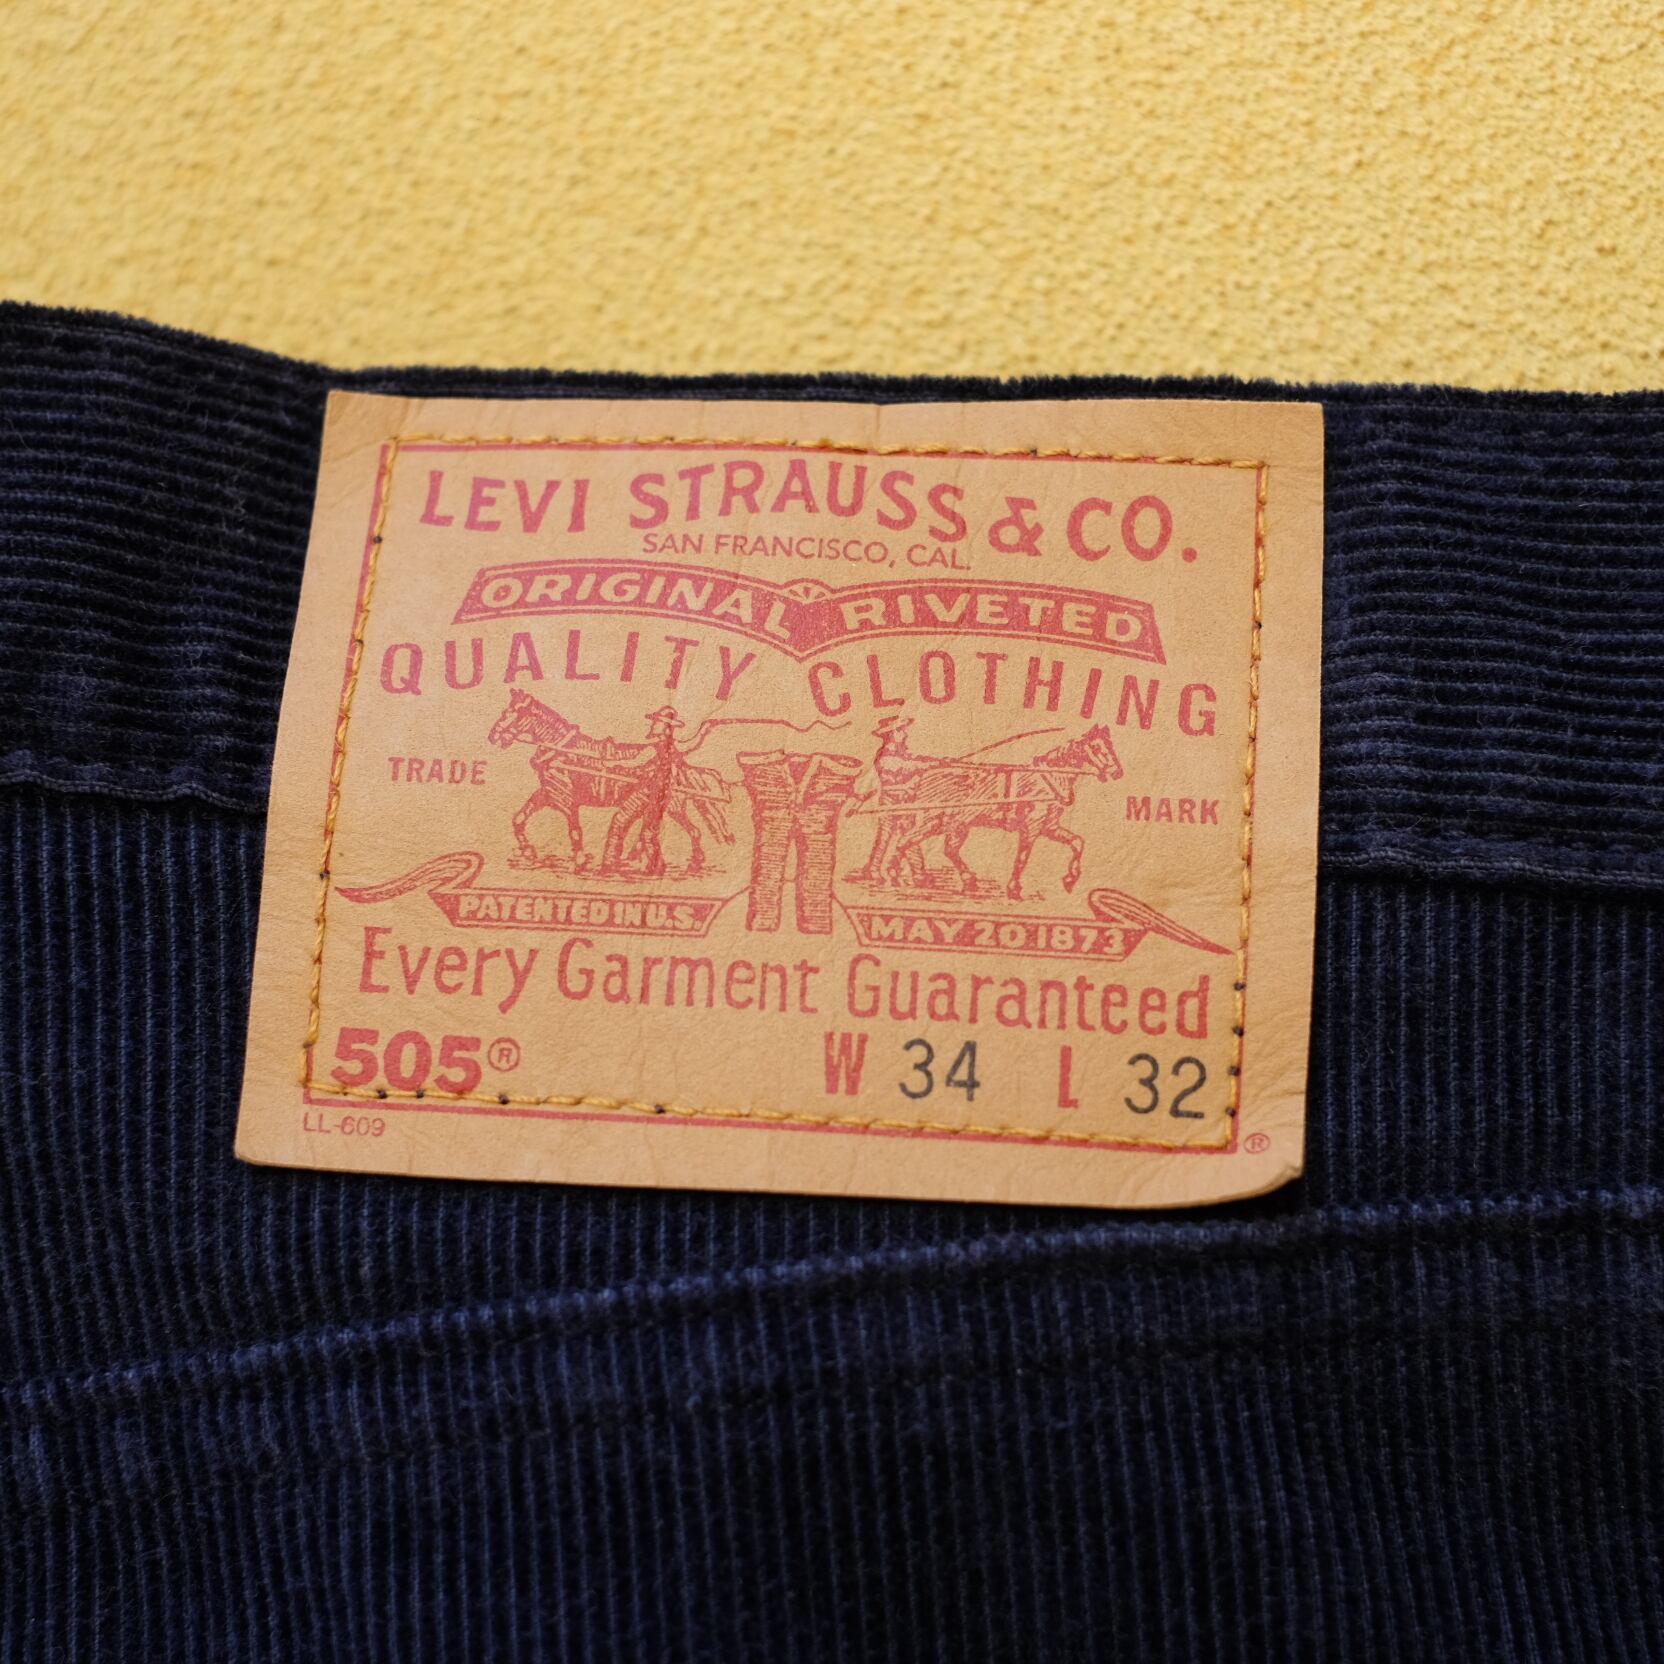 LEVI STRAUSS & CO.
SAN FRANCISCO, CAL.
ORIGINAL RIVETED
QUALITY CLOTHING
TRADE MARK
PATENTED IN U.S. MAY 20 1873
Every Garment Guaranteed
505® W 34 L 32
LL-609 ®